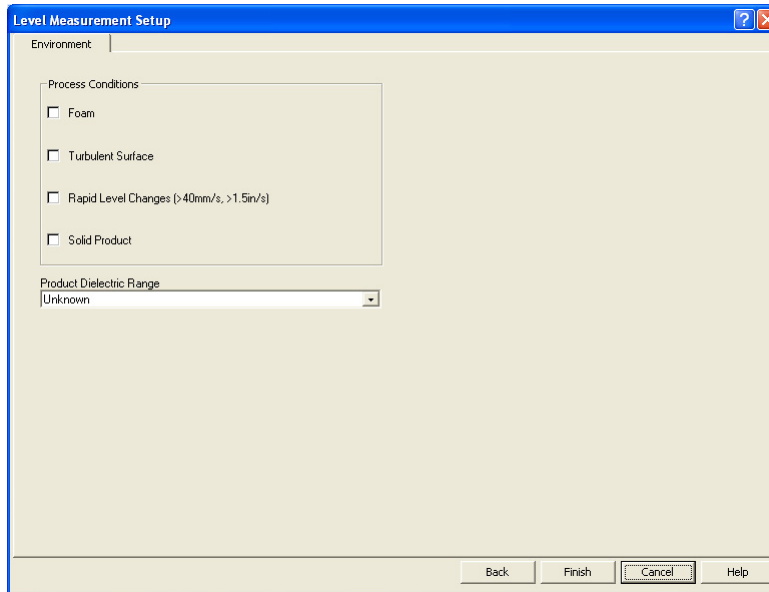 Level Measurement Setup
Environment
Process Conditions
Foam
Turbulent Surface
Rapid Level Changes (>40mm/s, >1.5in/s)
Solid Product
Product Dielectric Range
Unknown
Back
Finish
Cancel
Help